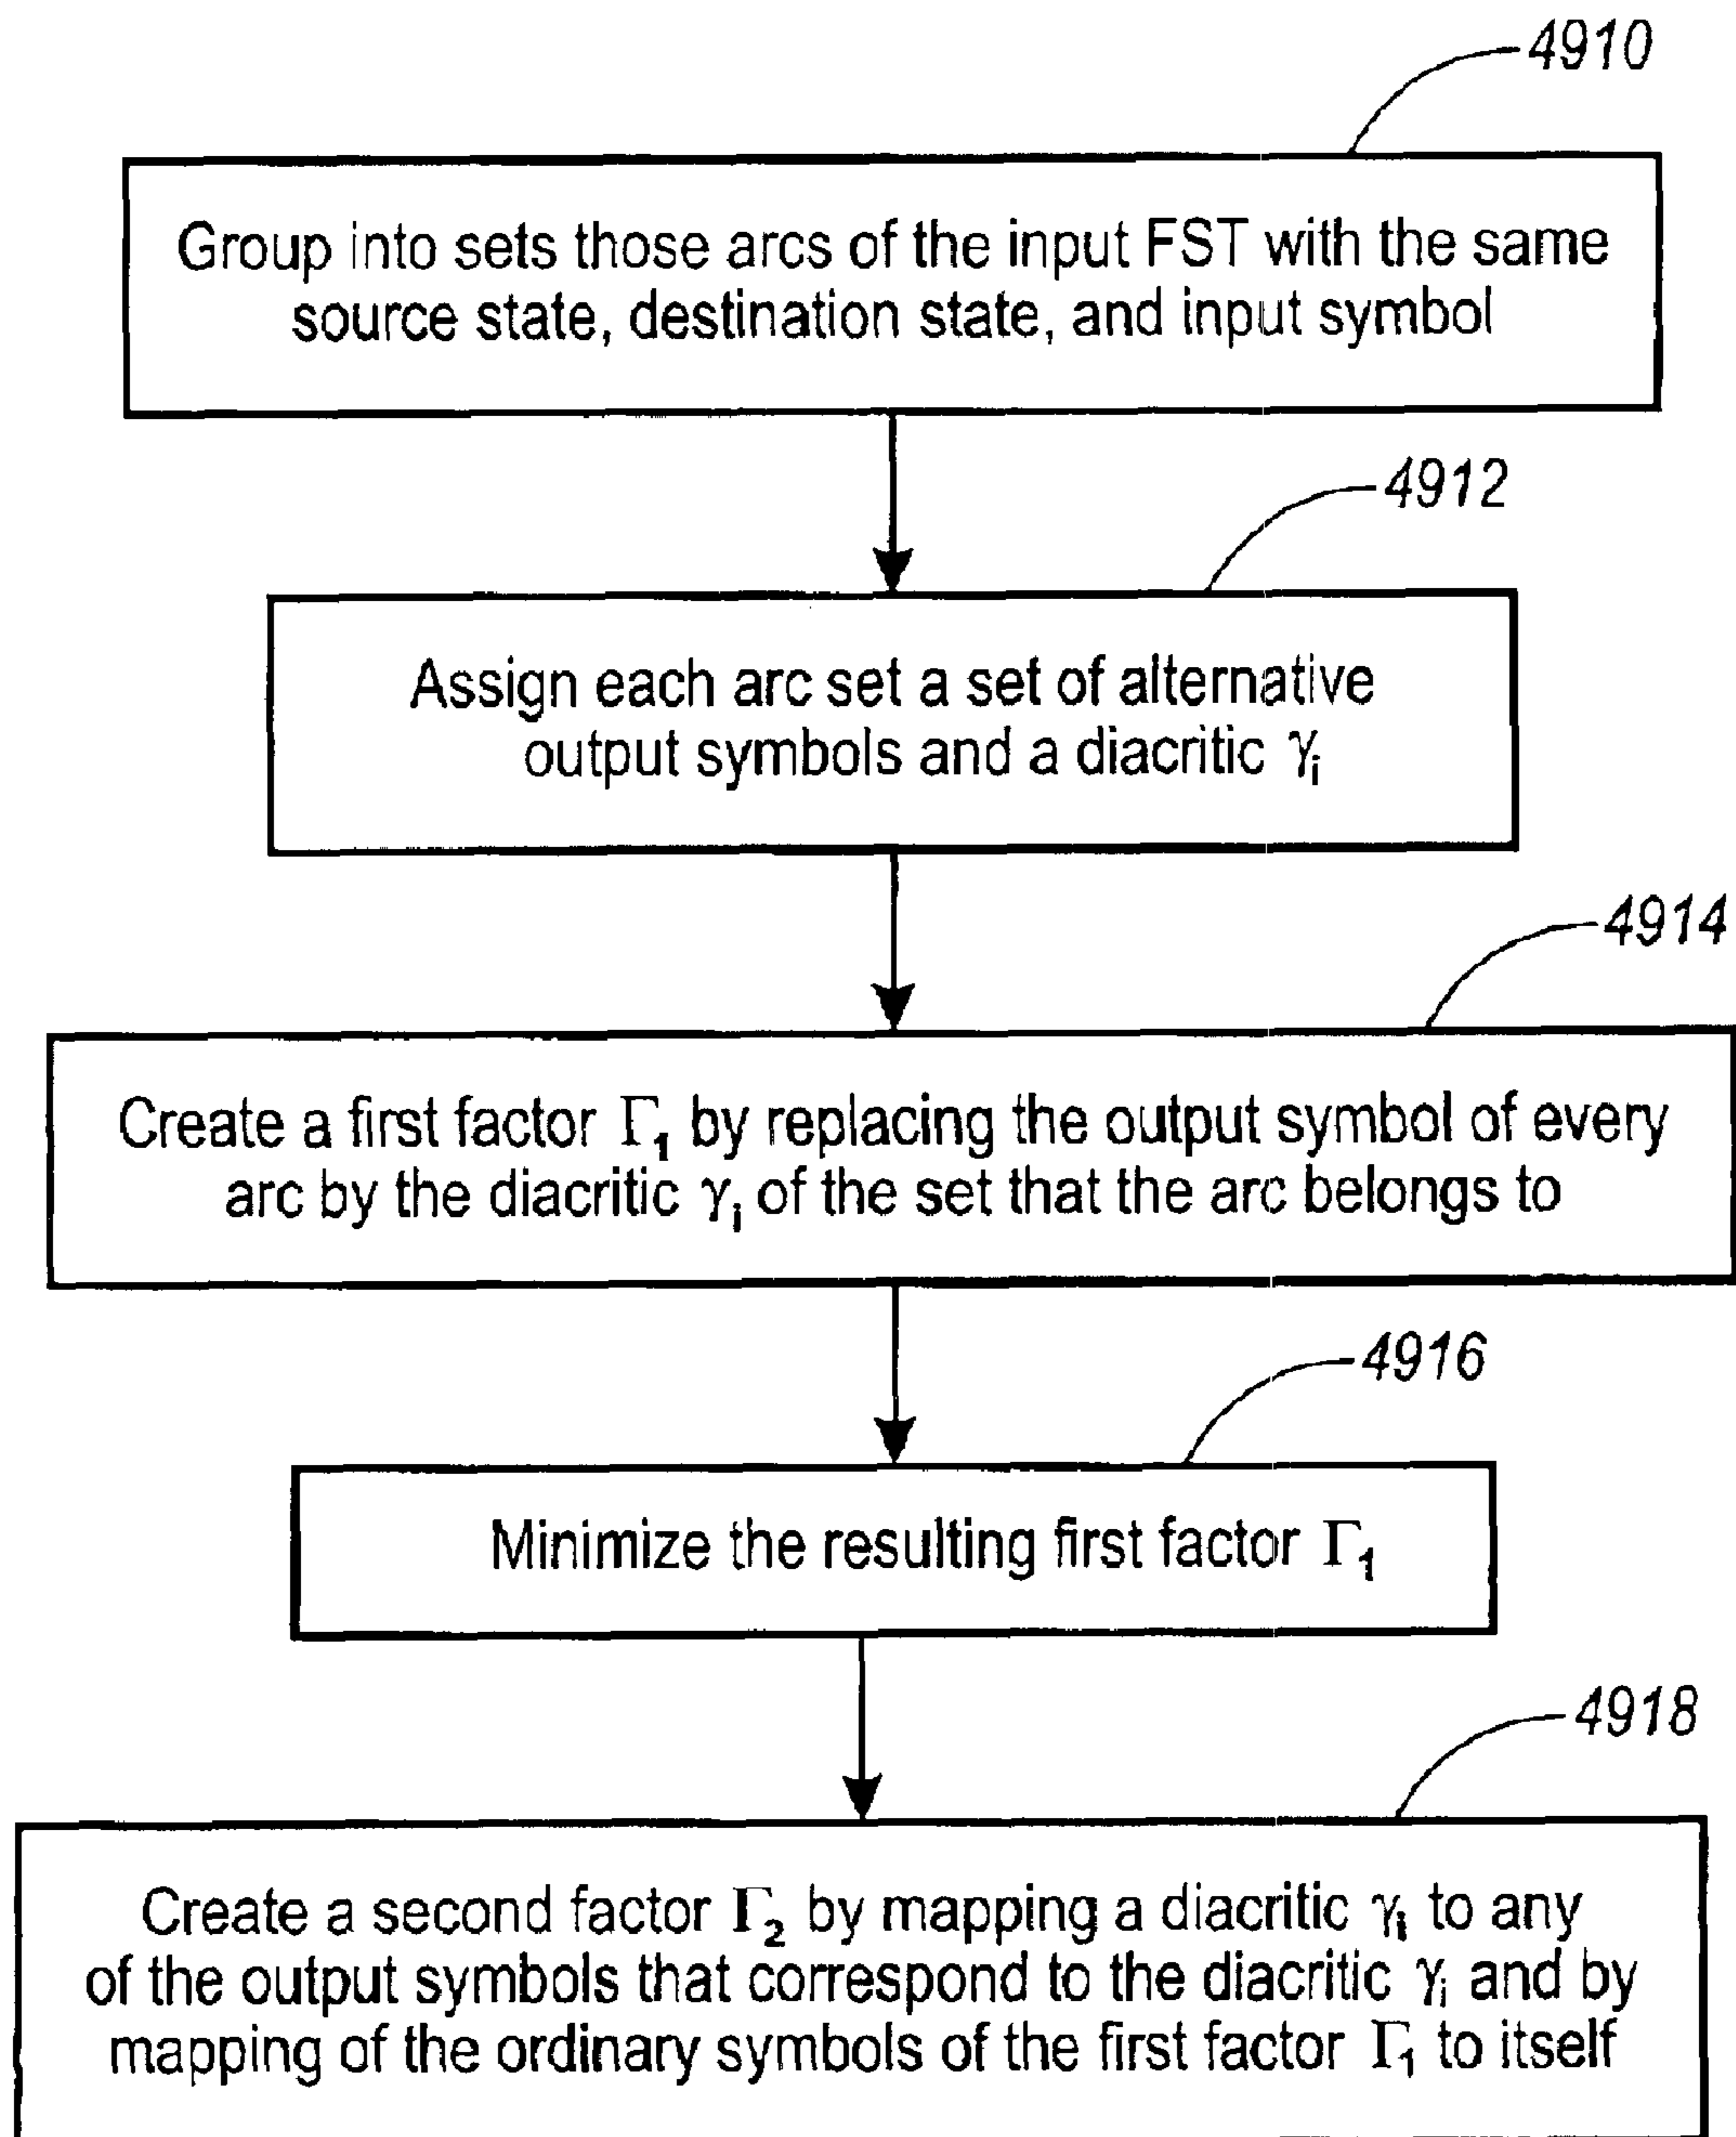 4910
Group into sets those arcs of the input FST with the same
source state, destination state, and input symbol
4912
Assign each arc set a set of alternative
output symbols and a diacritic γi
4914
Create a first factor Γ1 by replacing the output symbol of every
arc by the diacritic γi of the set that the arc belongs to
4916
Minimize the resulting first factor Γ1
4918
Create a second factor Γ2 by mapping a diacritic γi to any
of the output symbols that correspond to the diacritic γi and by
mapping of the ordinary symbols of the first factor Γ1 to itself